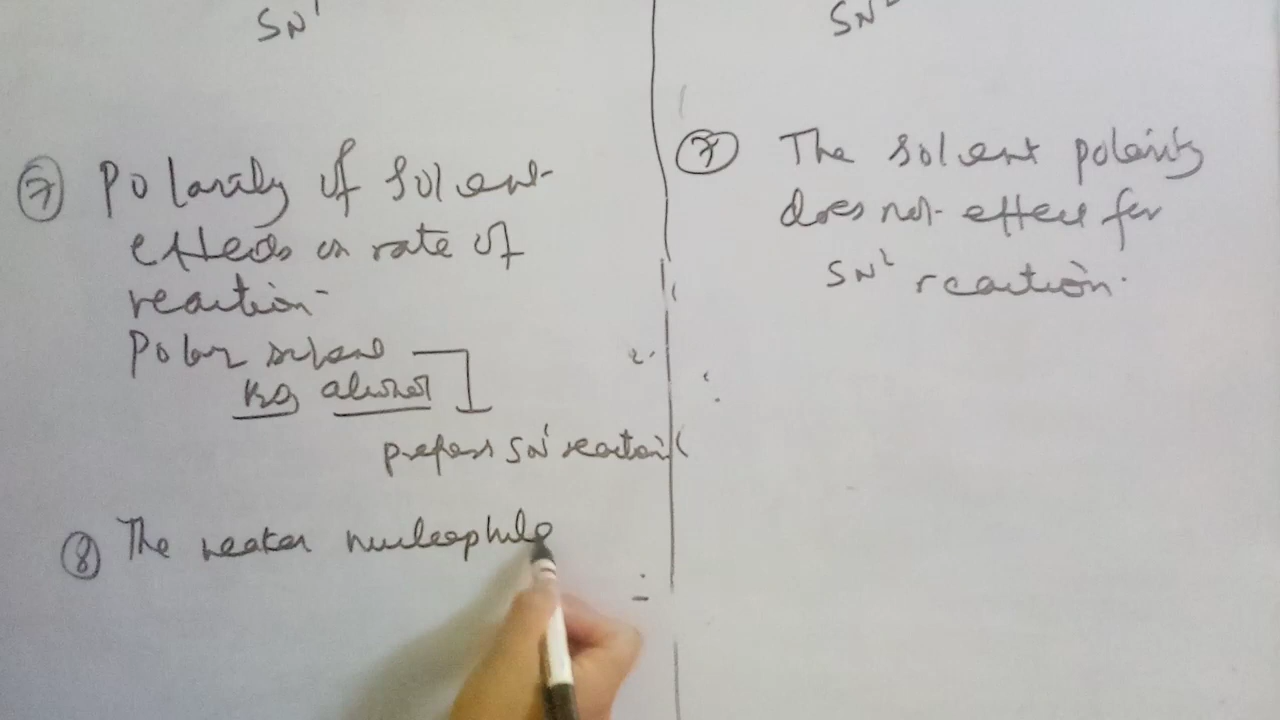 SN1
⑦ Polarity of Solvent
effects on rate of
reaction
Polar solvent
Eg alcohol
prefers SN1 reaction
⑧ The weaker nucleophile
SN2
⑦ The Solvent polarity
does not effect for
SN2 reaction.